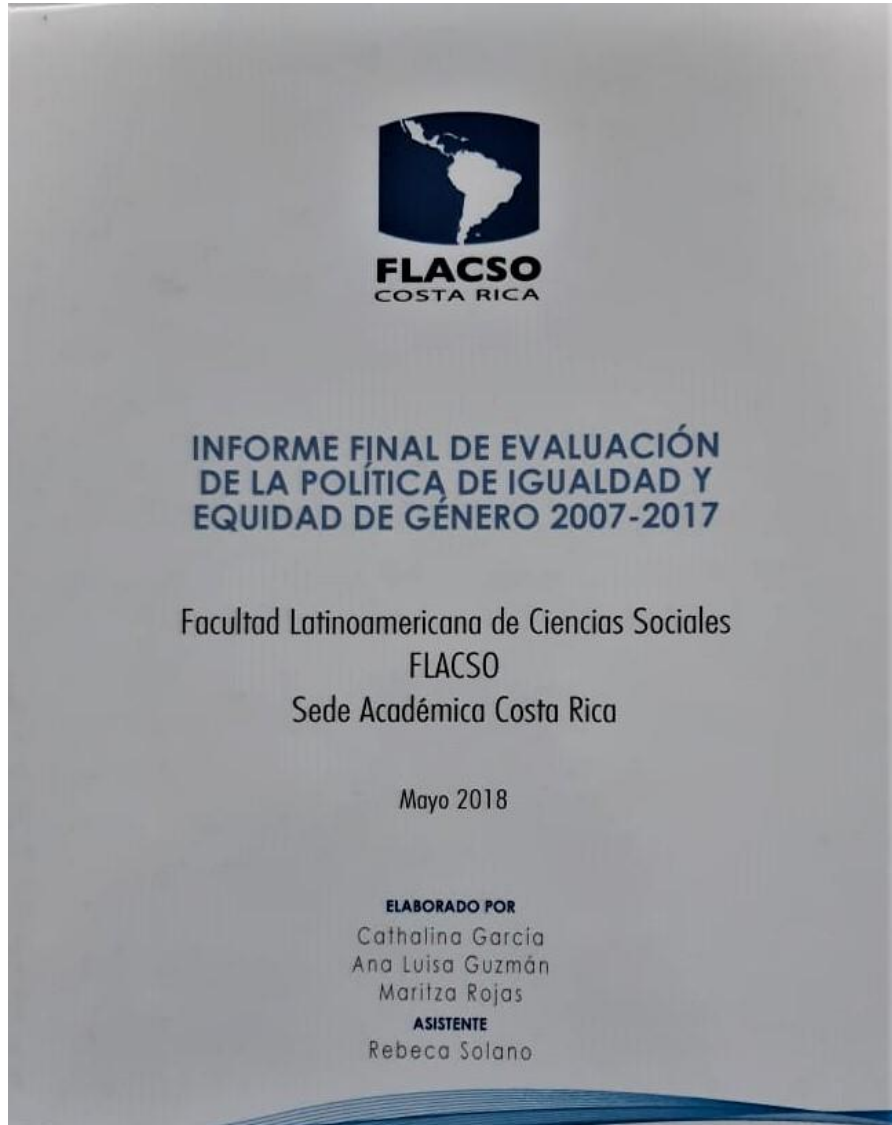 FLACSO
COSTA RICA
INFORME FINAL DE EVALUACIÓN
DE LA POLÍTICA DE IGUALDAD Y
EQUIDAD DE GÉNERO 2007-2017
Facultad Latinoamericana de Ciencias Sociales
FLACSO
Sede Académica Costa Rica
Mayo 2018
ELABORADO POR
Cathalina García
Ana Luisa Guzmán
Maritza Rojas
ASISTENTE
Rebeca Solano